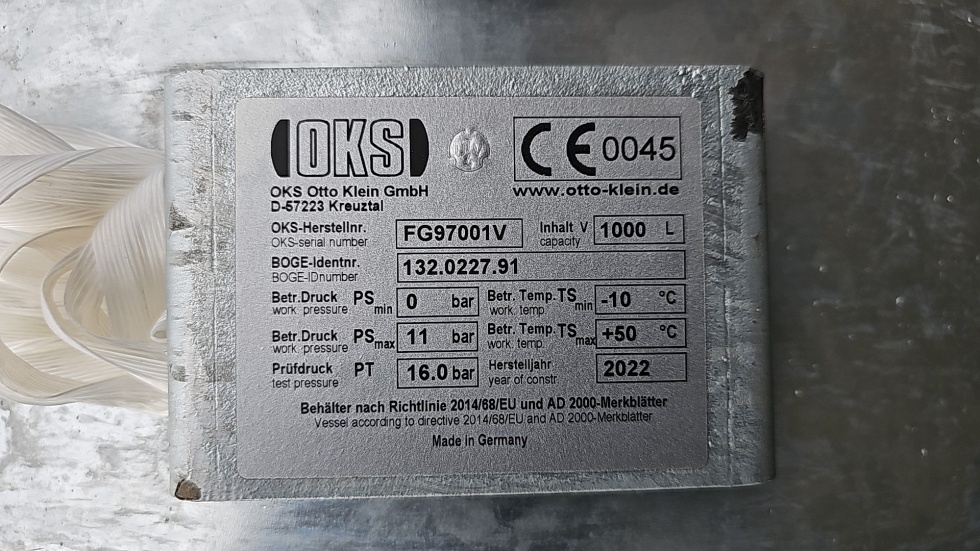 OKS
CE 0045
OKS Otto Klein GmbH
D-57223 Kreuztal
www.otto-klein.de
OKS-Herstellnr. FG97001V Inhalt V 1000 L
OKS-serial number capacity
BOGE-Identnr. 132.0227.91
BOGE-IDnumber
Betr.Druck PSmin 0 bar Betr. Temp. TSmin -10 °C
work pressure work. temp.
Betr.Druck PSmax 11 bar Betr. Temp. TSmax +50 °C
work. pressure work. temp.
Prüfdruck PT 16.0 bar Herstelljahr 2022
test pressure year of constr.
Behälter nach Richtlinie 2014/68/EU und AD 2000-Merkblätter
Vessel according to directive 2014/68/EU and AD 2000-Merkblätter
Made in Germany